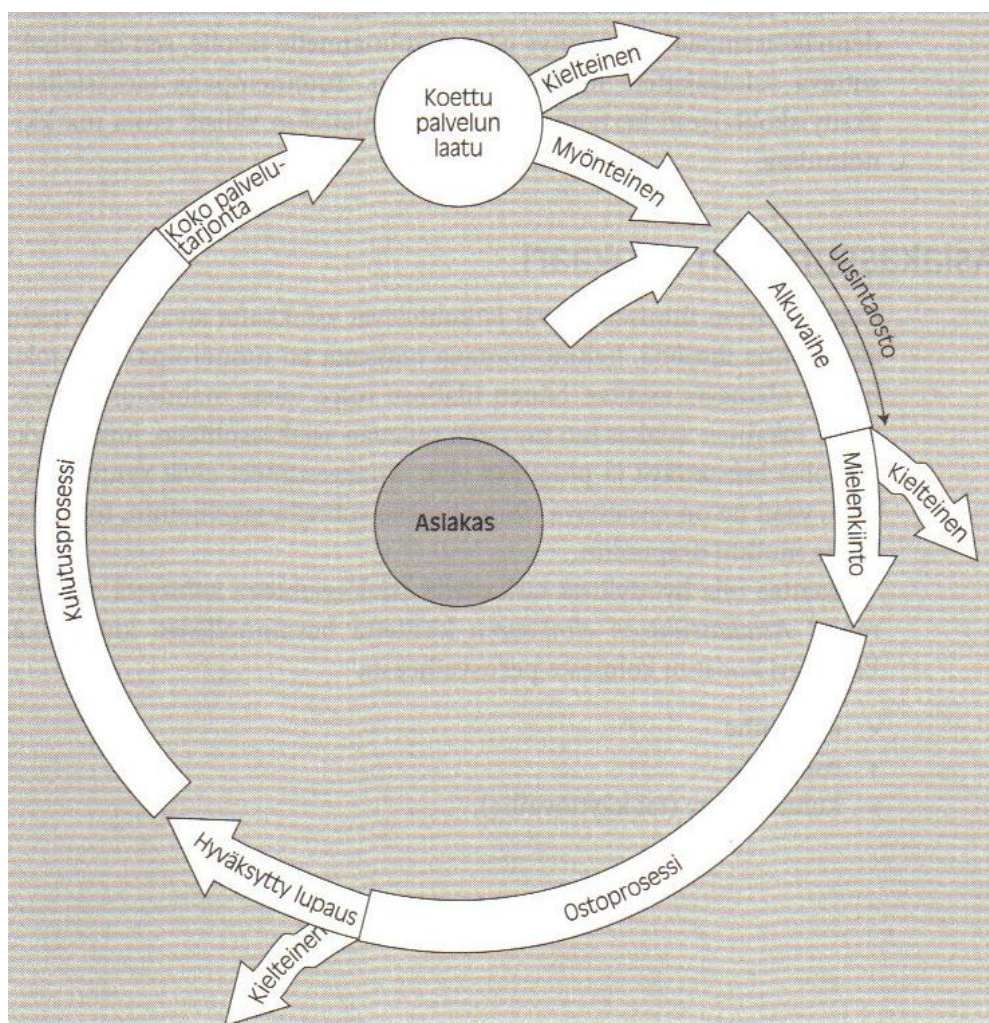 Koettu
palvelun
laatu
Kielteinen
Myönteinen
Koko palvelu-
tarjonta
Uusintaosto
Alkuvaihe
Mielenkiinto
Kielteinen
Asiakas
Kulutusprosessi
Ostoprosessi
Hyväksytty lupaus
Kielteinen